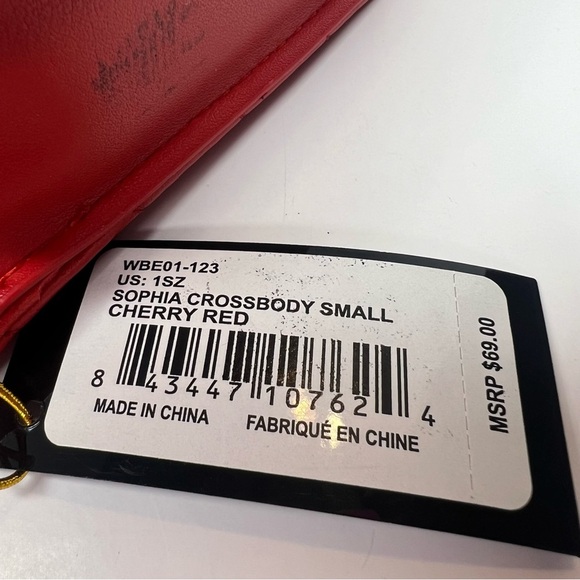 WBE01-123
US: 1SZ
SOPHIA CROSSBODY SMALL
CHERRY RED
8 43447 10762 4
MADE IN CHINA FABRIQUÉ EN CHINE
MSRP $69.00